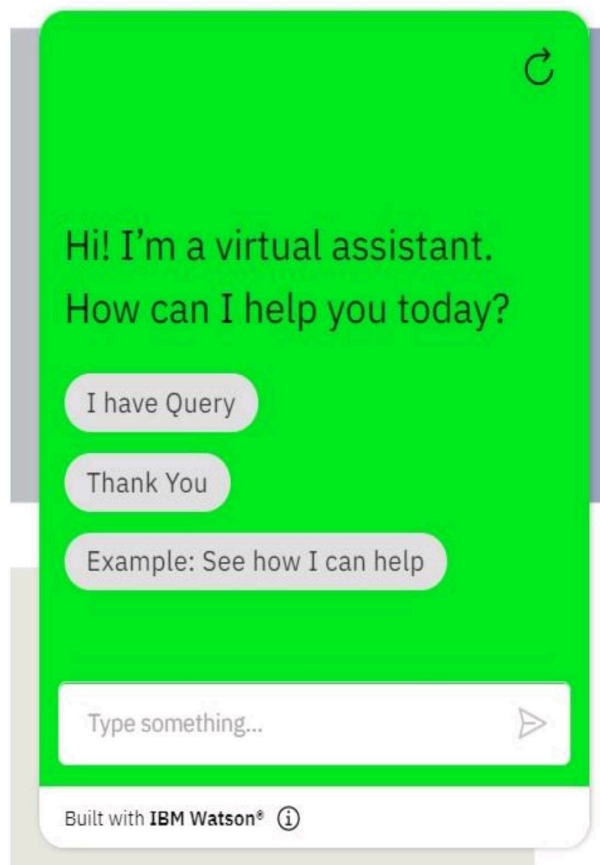 Hi! I’m a virtual assistant.
How can I help you today?
I have Query
Thank You
Example: See how I can help
Type something...
Built with IBM Watson®